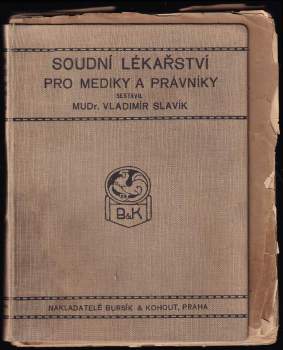 SOUDNÍ LÉKAŘSTVÍ
PRO MEDIKY A PRÁVNÍKY
SESTAVIL
MUDr. VLADIMÍR SLAVÍK
B&K
NAKLADATELÉ BURSÍK & KOHOUT, PRAHA